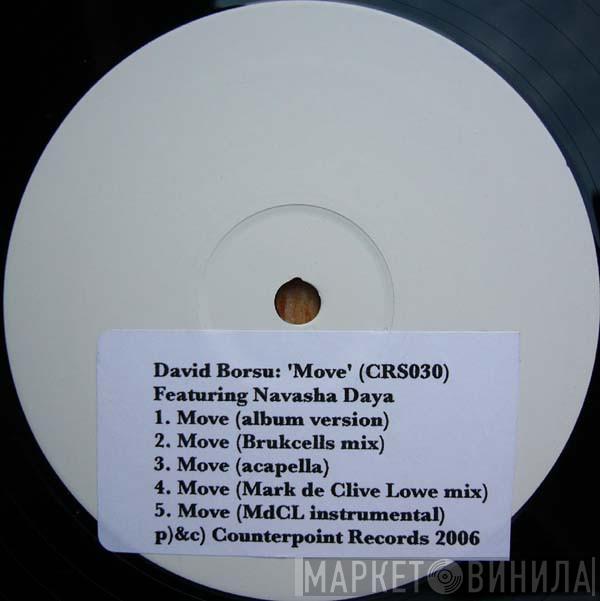 David Borsu: 'Move' (CRS030)
Featuring Navasha Daya
1. Move (album version)
2. Move (Brukcells mix)
3. Move (acapella)
4. Move (Mark de Clive Lowe mix)
5. Move (MdCL instrumental)
p)&c) Counterpoint Records 2006
МАРКЕТ ВИНИЛА